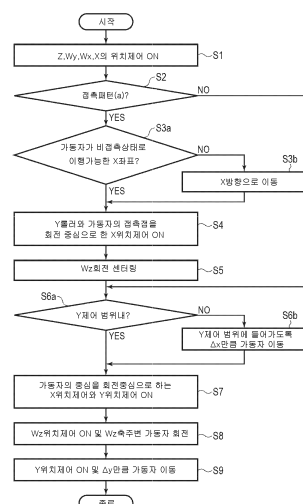 시작
Z,Wy,Wx,X의 위치제어 ON
S1
S2
접촉패턴(a)?
NO
YES
S3a
가동자가 비접촉상태로
이행가능한 X좌표?
NO
S3b
X방향으로 이동
YES
Y롤러와 가동자의 접촉점을
회전 중심으로 한 X위치제어 ON
S4
Wz회전 센터링
S5
S6a
Y제어 범위내?
NO
S6b
Y제어 범위에 들어가도록
Δx만큼 가동자 이동
YES
가동자의 중심을 회전중심으로 하는
X위치제어와 Y위치제어 ON
S7
Wz위치제어 ON 및 Wz축주변 가동자 회전
S8
Y위치제어 ON 및 Δy만큼 가동자 이동
S9
종료